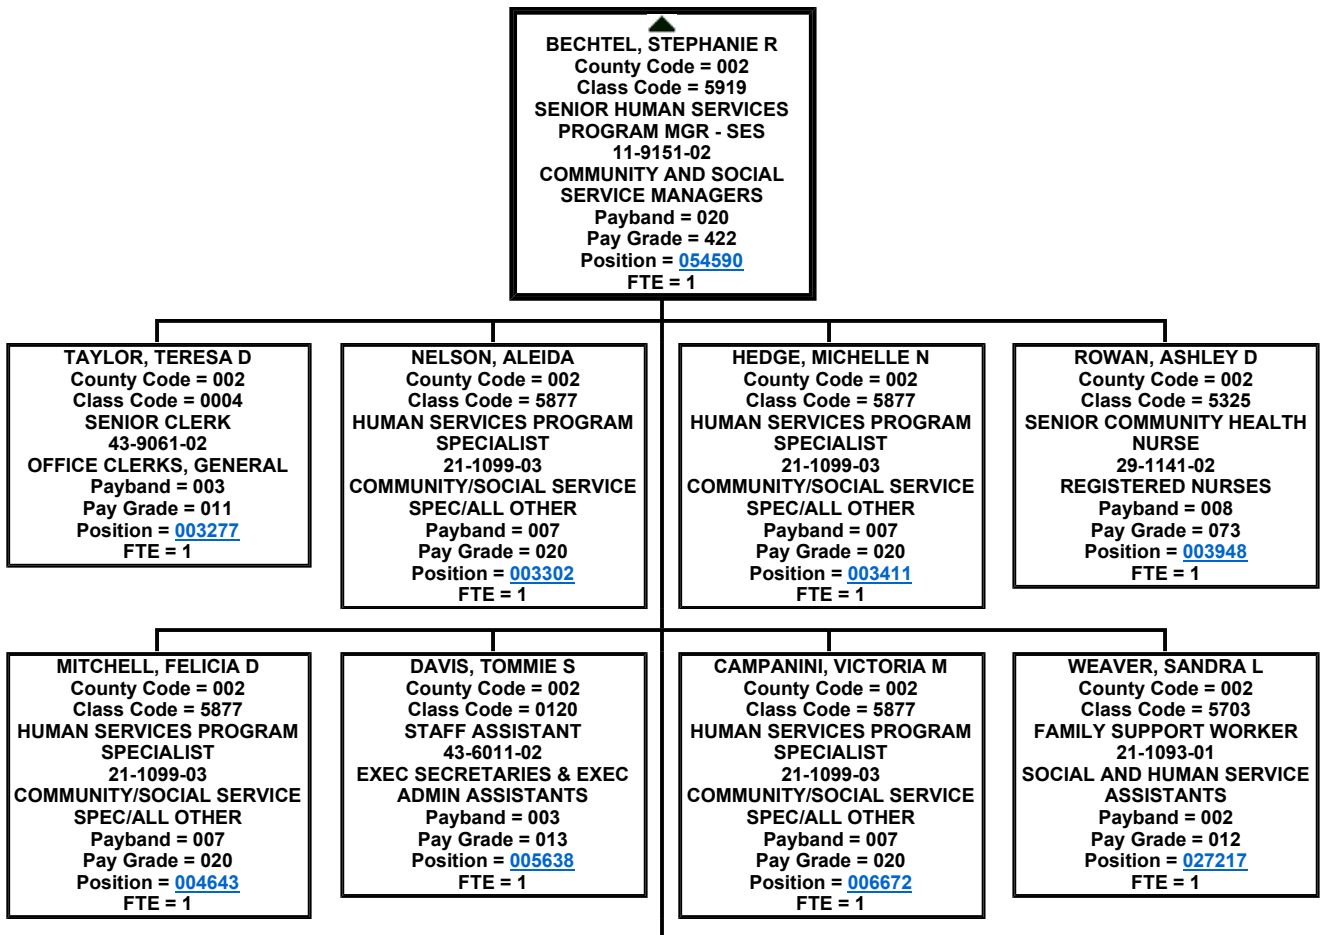 BECHTEL, STEPHANIE R
County Code = 002
Class Code = 5919
SENIOR HUMAN SERVICES
PROGRAM MGR - SES
11-9151-02
COMMUNITY AND SOCIAL
SERVICE MANAGERS
Payband = 020
Pay Grade = 422
Position = 054590
FTE = 1
TAYLOR, TERESA D
County Code = 002
Class Code = 0004
SENIOR CLERK
43-9061-02
OFFICE CLERKS, GENERAL
Payband = 003
Pay Grade = 011
Position = 003277
FTE = 1
NELSON, ALEIDA
County Code = 002
Class Code = 5877
HUMAN SERVICES PROGRAM
SPECIALIST
21-1099-03
COMMUNITY/SOCIAL SERVICE
SPEC/ALL OTHER
Payband = 007
Pay Grade = 020
Position = 003302
FTE = 1
HEDGE, MICHELLE N
County Code = 002
Class Code = 5877
HUMAN SERVICES PROGRAM
SPECIALIST
21-1099-03
COMMUNITY/SOCIAL SERVICE
SPEC/ALL OTHER
Payband = 007
Pay Grade = 020
Position = 003411
FTE = 1
ROWAN, ASHLEY D
County Code = 002
Class Code = 5325
SENIOR COMMUNITY HEALTH
NURSE
29-1141-02
REGISTERED NURSES
Payband = 008
Pay Grade = 073
Position = 003948
FTE = 1
MITCHELL, FELICIA D
County Code = 002
Class Code = 5877
HUMAN SERVICES PROGRAM
SPECIALIST
21-1099-03
COMMUNITY/SOCIAL SERVICE
SPEC/ALL OTHER
Payband = 007
Pay Grade = 020
Position = 004643
FTE = 1
DAVIS, TOMMIE S
County Code = 002
Class Code = 0120
STAFF ASSISTANT
43-6011-02
EXEC SECRETARIES & EXEC
ADMIN ASSISTANTS
Payband = 003
Pay Grade = 013
Position = 005638
FTE = 1
CAMPANINI, VICTORIA M
County Code = 002
Class Code = 5877
HUMAN SERVICES PROGRAM
SPECIALIST
21-1099-03
COMMUNITY/SOCIAL SERVICE
SPEC/ALL OTHER
Payband = 007
Pay Grade = 020
Position = 006672
FTE = 1
WEAVER, SANDRA L
County Code = 002
Class Code = 5703
FAMILY SUPPORT WORKER
21-1093-01
SOCIAL AND HUMAN SERVICE
ASSISTANTS
Payband = 002
Pay Grade = 012
Position = 027217
FTE = 1